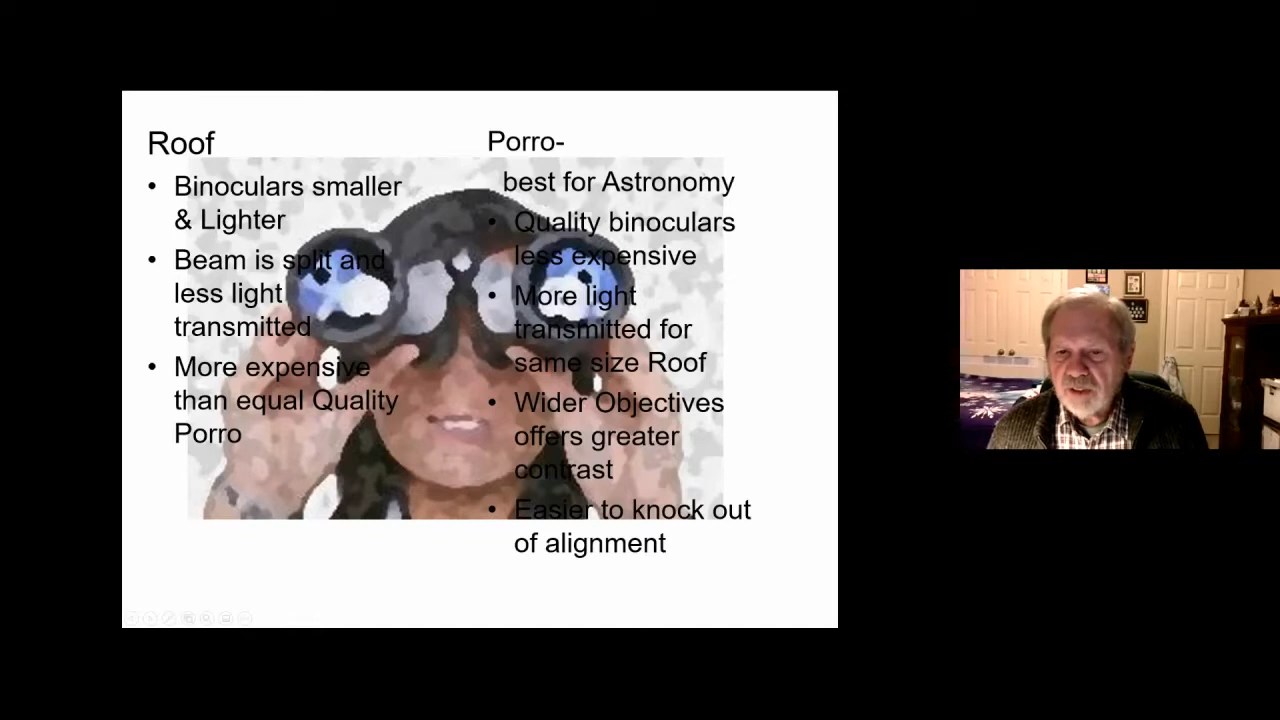 Roof
• Binoculars smaller
& Lighter
• Beam is split and
less light
transmitted
• More expensive
than equal Quality
Porro
Porro-
best for Astronomy
• Quality binoculars
less expensive
• More light
transmitted for
same size Roof
• Wider Objectives
offers greater
contrast
• Easier to knock out
of alignment